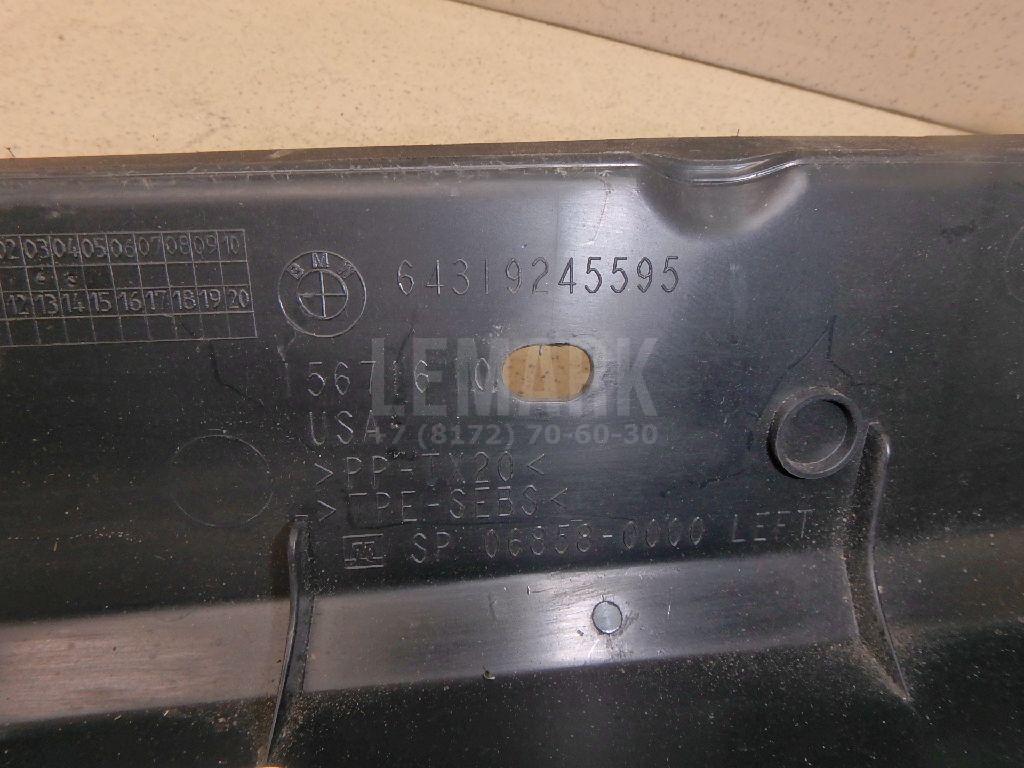 02 03 04 05 06 07 08 09 10
12 13 14 15 16 17 18 19 20
BMW
64319245595
LEMARK
USA
+7 (8172) 70-60-30
>PP-TX20<
>TPE-SEBS<
SP 06858-0000 LEFT